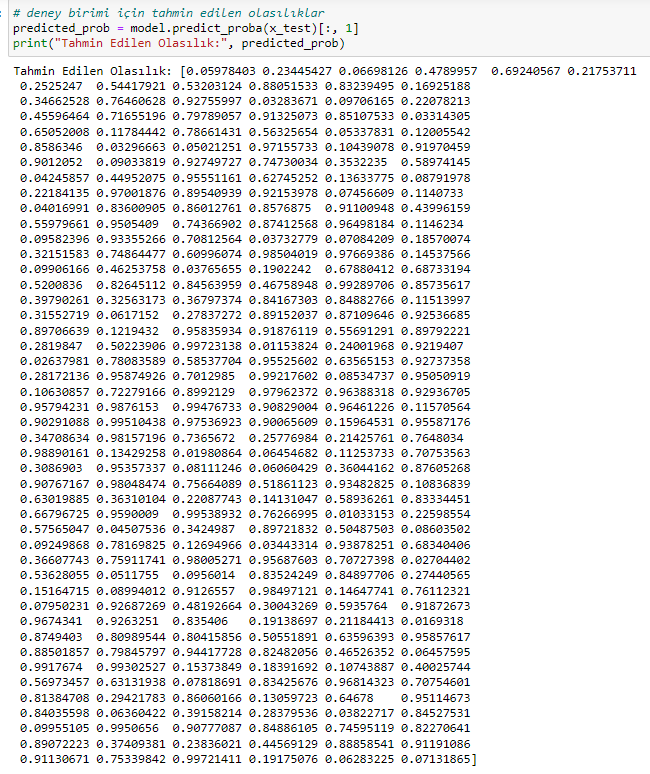 # deney birimi için tahmin edilen olasılıklar
predicted_prob = model.predict_proba(x_test)[:, 1]
print("Tahmin Edilen Olasılık:", predicted_prob)
Tahmin Edilen Olasılık: [0.05978403 0.23445427 0.06698126 0.4789957  0.69240567 0.21753711
 0.2525247  0.54417921 0.53203124 0.88051533 0.83239495 0.16925188
 0.34662528 0.76460628 0.92755997 0.03283671 0.09706165 0.22078213
 0.45596464 0.71655196 0.79789057 0.91325073 0.85107533 0.03314305
 0.65052008 0.11784442 0.78661431 0.56325654 0.05337831 0.12005542
 0.8586346  0.03296663 0.05021251 0.97155733 0.10439078 0.91970459
 0.9012052  0.09033819 0.92749727 0.74730034 0.3532235  0.58974145
 0.04245857 0.44952075 0.95551161 0.62745252 0.13633775 0.08791978
 0.22184135 0.97001876 0.89540939 0.92153978 0.07456609 0.1140733
 0.04016991 0.83600905 0.86012761 0.8576875  0.91100948 0.43996159
 0.55979661 0.9505409  0.74366902 0.87412568 0.96498184 0.1146234
 0.09582396 0.93355266 0.70812564 0.03732779 0.07084209 0.18570074
 0.32151583 0.74864477 0.60996074 0.98504019 0.97669386 0.14537566
 0.09906166 0.46253758 0.03765655 0.1902242  0.67880412 0.68733194
 0.5200836  0.82645112 0.84563959 0.46758948 0.99289706 0.85735617
 0.39790261 0.32563173 0.36797374 0.84167303 0.84882766 0.11513997
 0.31552719 0.0617152  0.27837272 0.89152037 0.87109646 0.92536685
 0.89706639 0.1219432  0.95835934 0.91876119 0.55691291 0.89792221
 0.2819847  0.50223906 0.99723138 0.01153824 0.24001968 0.9219407
 0.02637981 0.78083589 0.58537704 0.95525602 0.63565153 0.92737358
 0.28172136 0.95874926 0.7012985  0.99217602 0.08534737 0.95050919
 0.10630857 0.72279166 0.8992129  0.97962372 0.96388318 0.92936705
 0.95794231 0.9876153  0.99476733 0.90829004 0.96461226 0.11570564
 0.90291088 0.99510438 0.97536923 0.90065609 0.15964531 0.95587176
 0.34708634 0.98157196 0.7365672  0.25776984 0.21425761 0.7648034
 0.98890161 0.13429258 0.01980864 0.06454682 0.11253733 0.70753563
 0.3086903  0.95357337 0.08111246 0.06060429 0.36044162 0.87605268
 0.90767167 0.98048474 0.75664089 0.51861123 0.93482825 0.10836839
 0.63019885 0.36310104 0.22087743 0.14131047 0.58936261 0.83334451
 0.66796725 0.9590009  0.99538932 0.76266995 0.01033153 0.22598554
 0.57565047 0.04507536 0.3424987  0.89721832 0.50487503 0.08603502
 0.09249868 0.78169825 0.12694966 0.03443314 0.93878251 0.68340406
 0.36607743 0.75911741 0.98005271 0.95687603 0.70727398 0.02704402
 0.53628055 0.0511755  0.0956014  0.83524249 0.84897706 0.27440565
 0.15164715 0.08994012 0.9126557  0.98497121 0.14647741 0.76112321
 0.07950231 0.92687269 0.48192664 0.30043269 0.5935764  0.91872673
 0.9674341  0.9263251  0.835406   0.19138697 0.21184413 0.0169318
 0.8749403  0.80989544 0.80415856 0.50551891 0.63596393 0.95857617
 0.88501857 0.79845797 0.94417728 0.82482056 0.46526352 0.06457595
 0.9917674  0.99302527 0.15373849 0.18391692 0.10743887 0.40025744
 0.56973457 0.63131938 0.07818691 0.83425676 0.96814323 0.70754601
 0.81384708 0.29421783 0.86060166 0.13059723 0.64678    0.95114673
 0.84035598 0.06360422 0.39158214 0.28379536 0.03822717 0.84527531
 0.09955105 0.9950656  0.90777087 0.84886105 0.74595119 0.82270641
 0.89072223 0.37409381 0.23836021 0.44569129 0.88858541 0.91191086
 0.91130671 0.75339842 0.99721411 0.19175076 0.06283225 0.07131865]